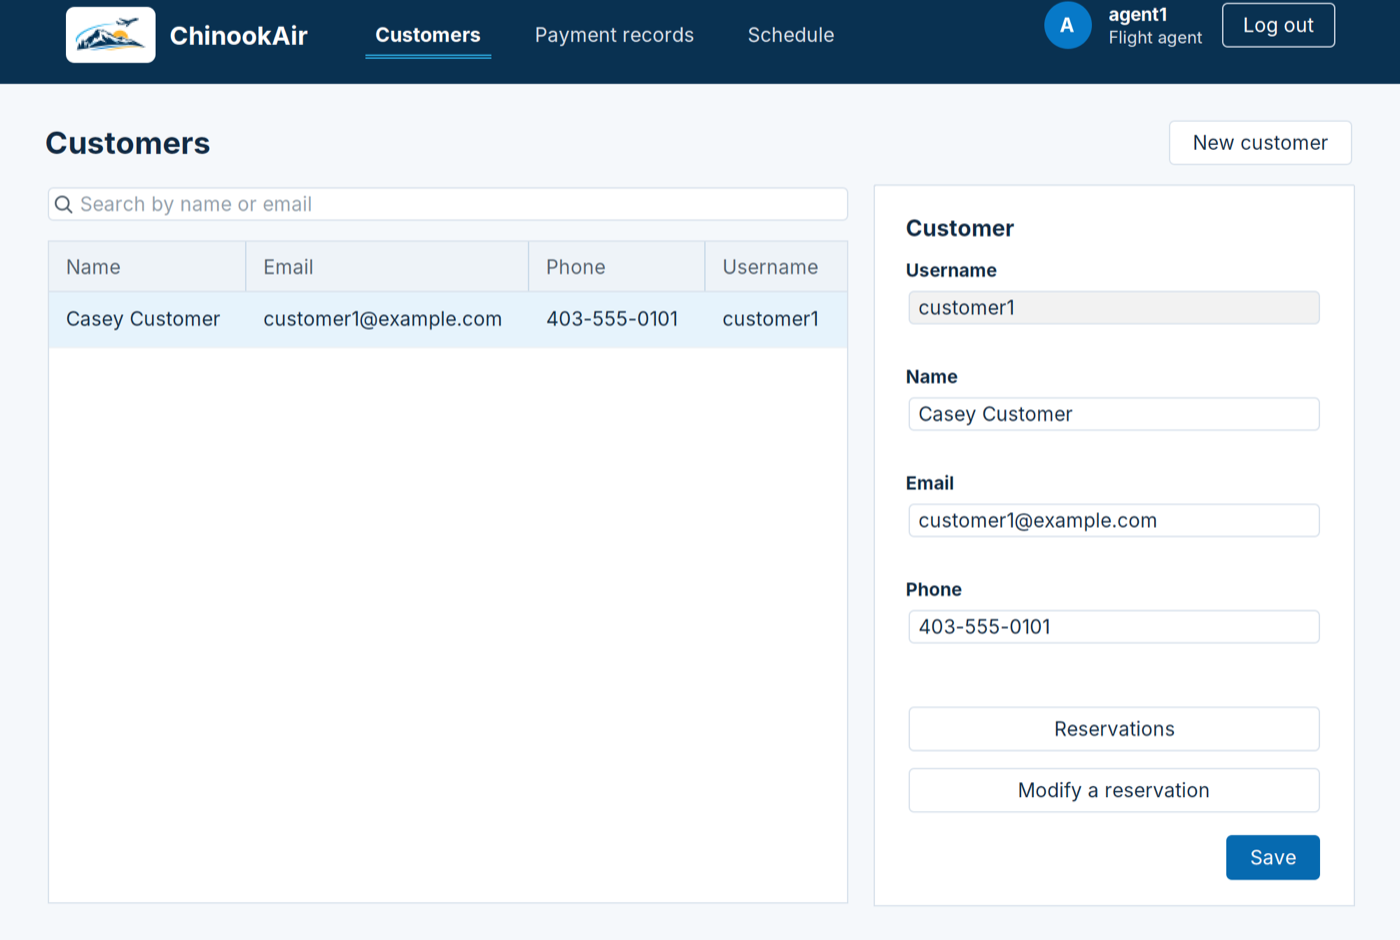 ChinookAir
Customers
Payment records
Schedule
A
agent1
Flight agent
Log out
Customers
New customer
Search by name or email
Name Email Phone Username
Casey Customer customer1@example.com 403-555-0101 customer1
Customer
Username
customer1
Name
Casey Customer
Email
customer1@example.com
Phone
403-555-0101
Reservations
Modify a reservation
Save